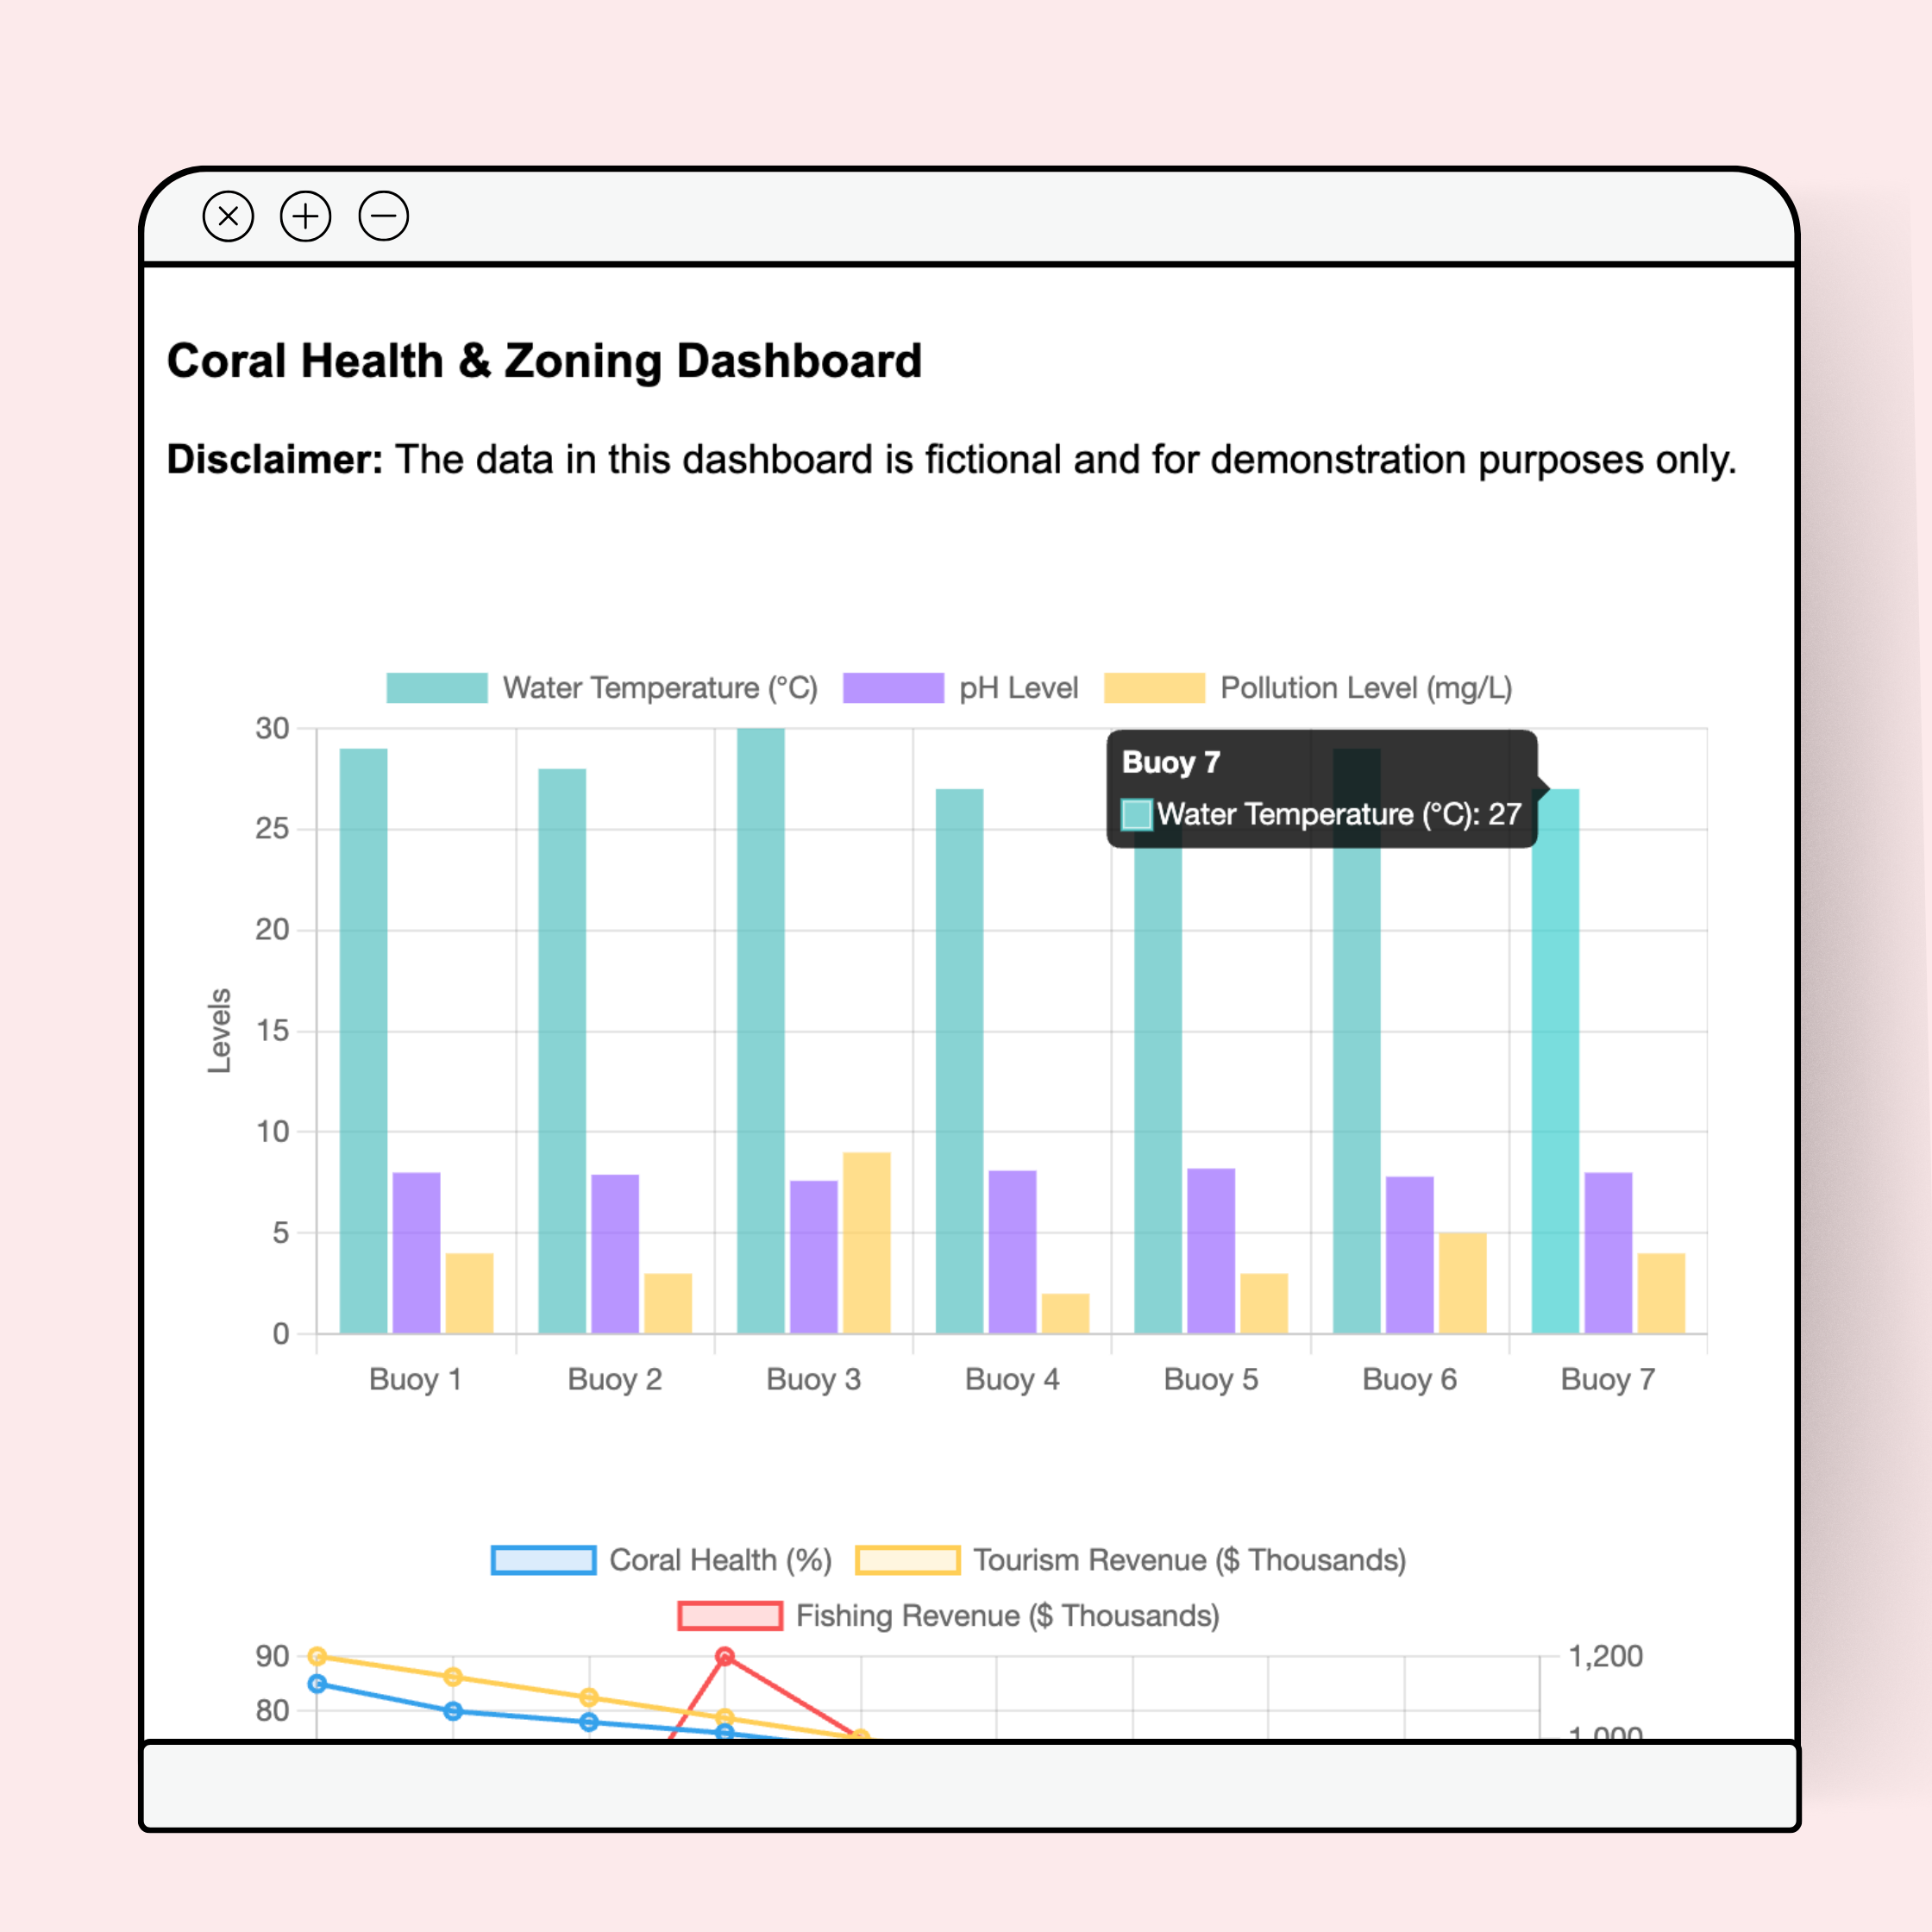 Coral Health & Zoning Dashboard
Disclaimer: The data in this dashboard is fictional and for demonstration purposes only.
Water Temperature (°C) pH Level Pollution Level (mg/L)
30
25
20
15
10
5
0
Levels
Buoy 7
Water Temperature (°C): 27
Buoy 1 Buoy 2 Buoy 3 Buoy 4 Buoy 5 Buoy 6 Buoy 7
Coral Health (%) Tourism Revenue ($ Thousands)
Fishing Revenue ($ Thousands)
90 1,200
80
1,000